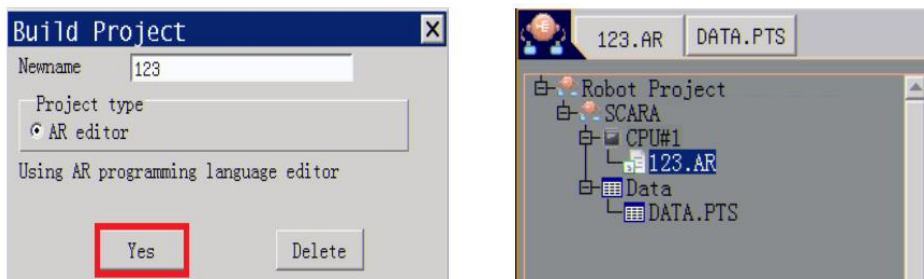 Build Project
Newname 123
Project type
AR editor
Using AR programming language editor
Yes Delete
123.AR DATA.PTS
Robot Project
SCARA
CPU#1
123.AR
Data
DATA.PTS